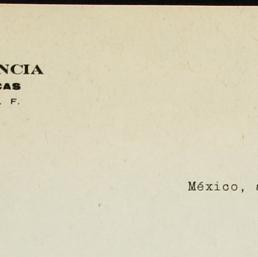 NCIA
CAS
. F.
México,